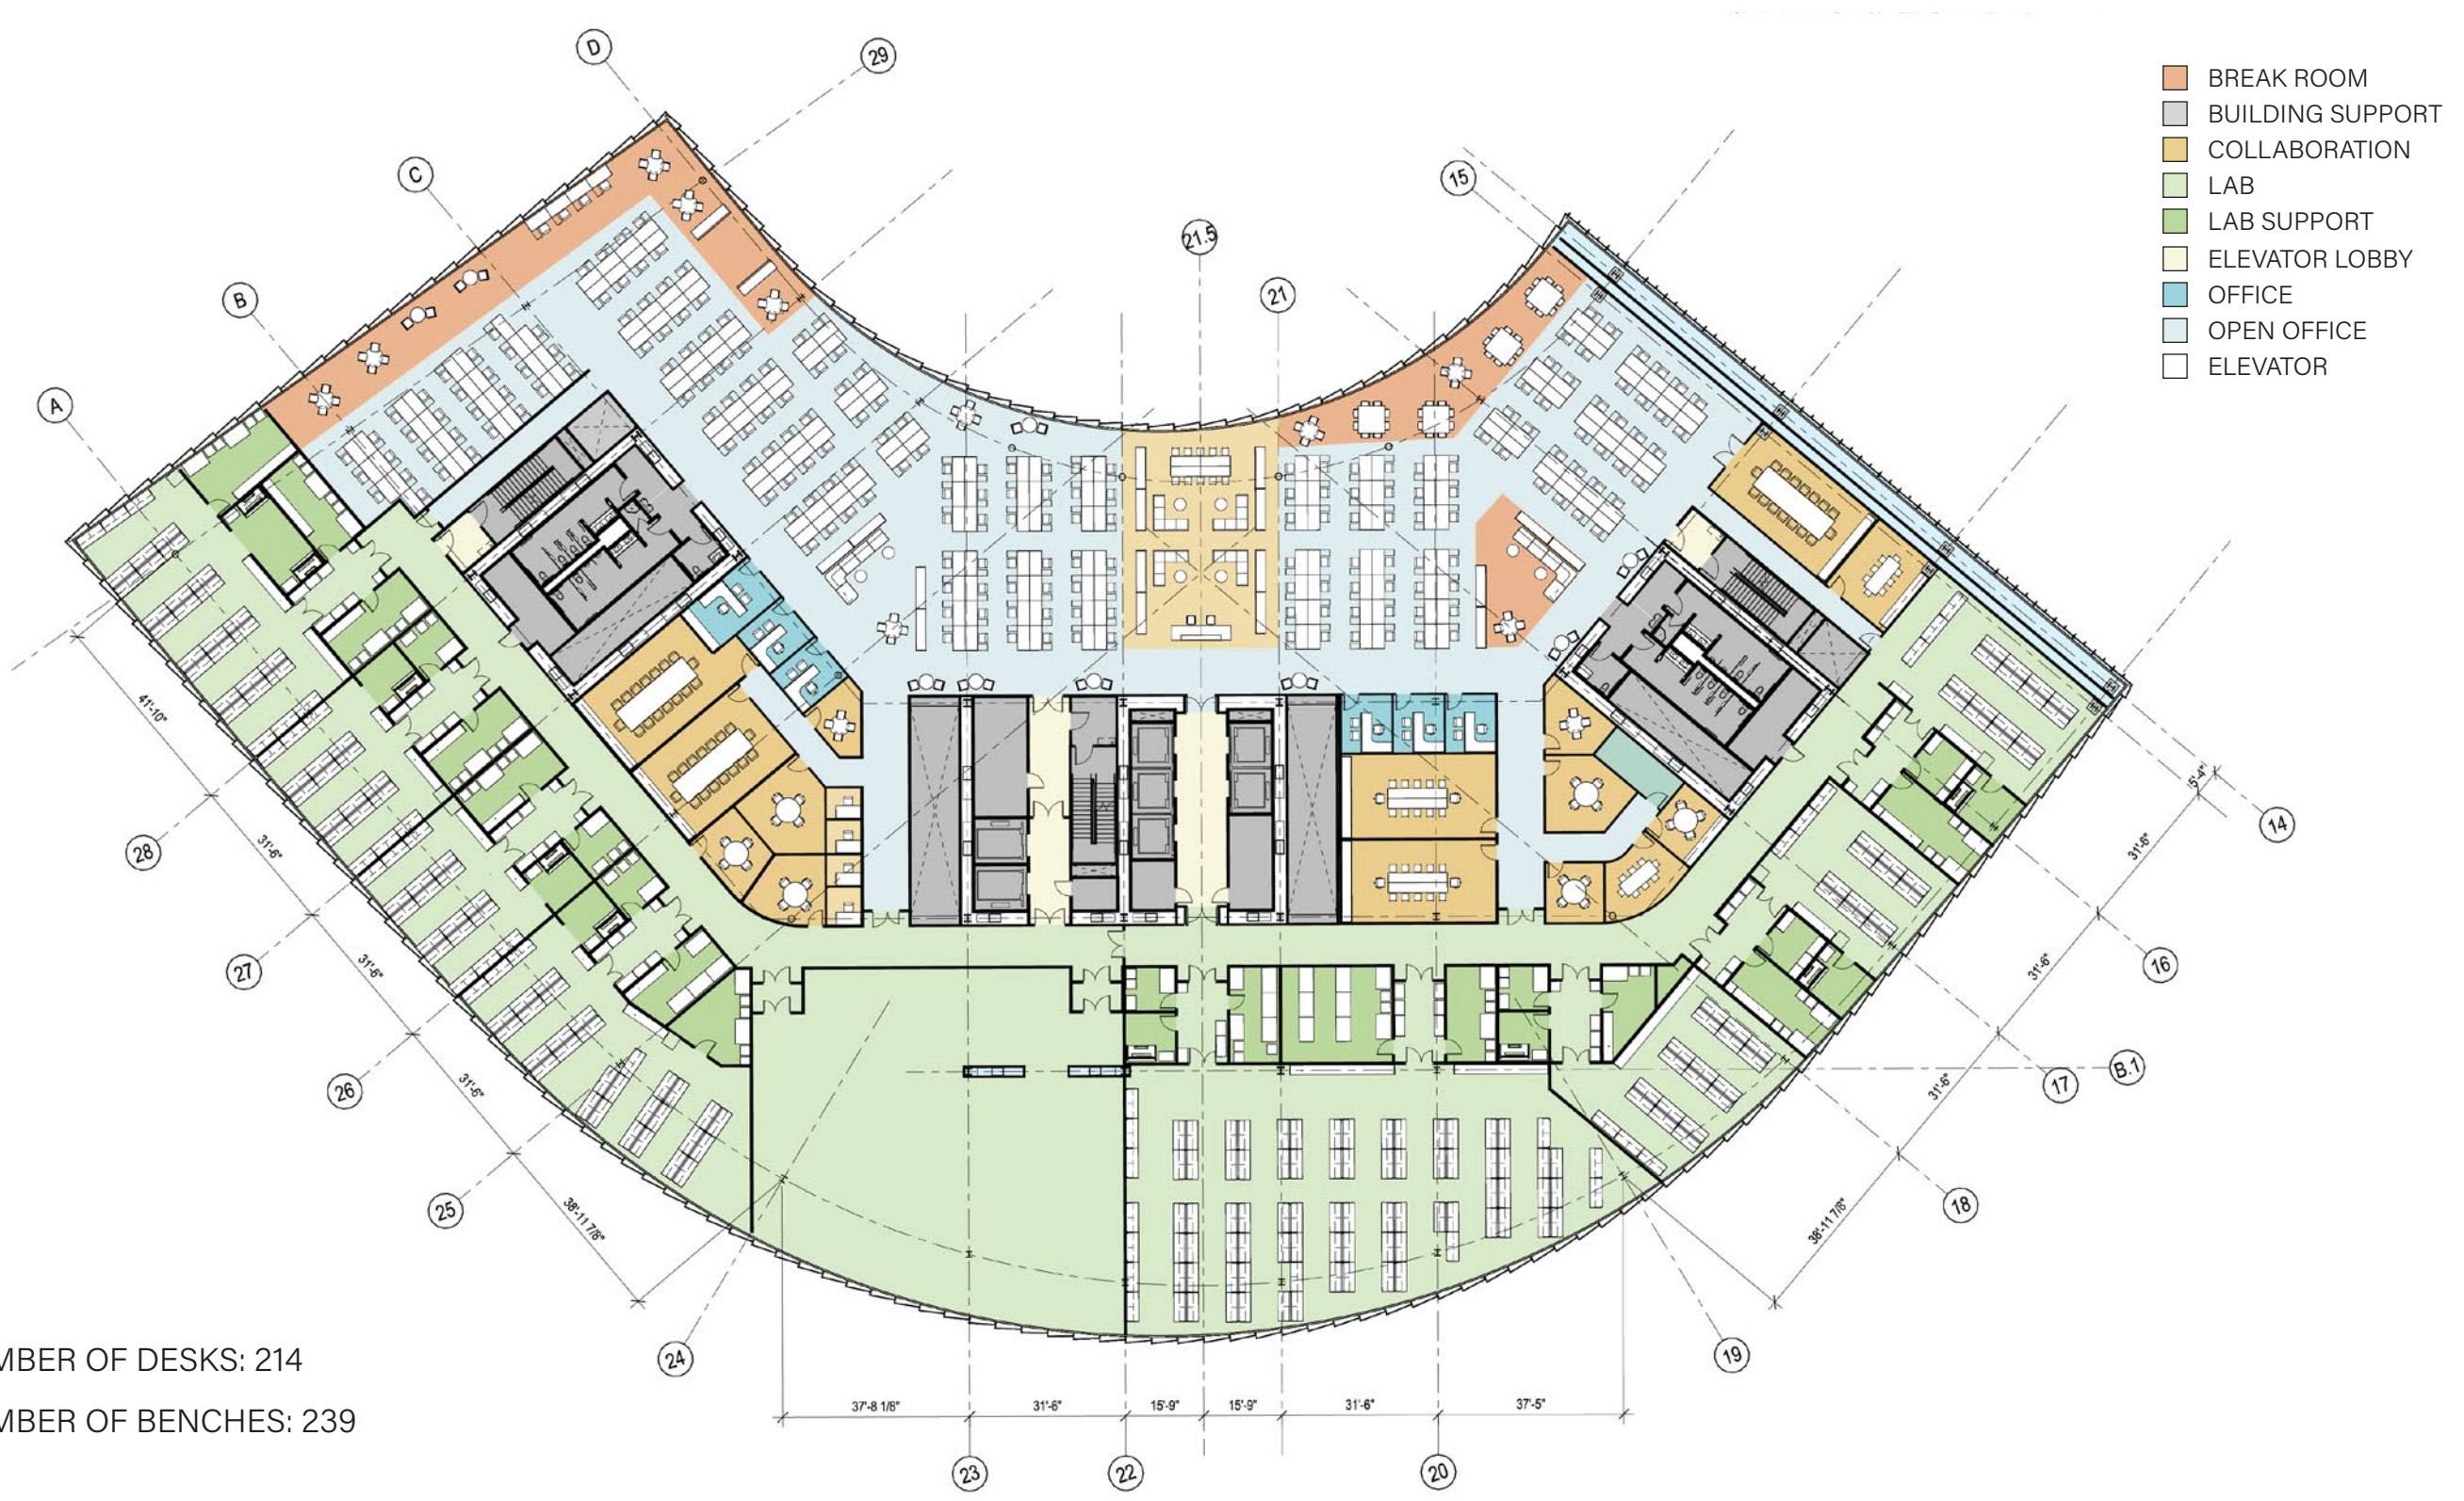 D
29
C
15
B
21.5
21
A
BREAK ROOM
BUILDING SUPPORT
COLLABORATION
LAB
LAB SUPPORT
ELEVATOR LOBBY
OFFICE
OPEN OFFICE
ELEVATOR
41'-10"
31'-6"
31'-6"
31'-6"
38'-11 7/8"
28
27
26
25
24
5'-4"
31'-6"
31'-6"
31'-6"
38'-11 7/8"
14
16
17
B.1
18
19
MBER OF DESKS: 214
MBER OF BENCHES: 239
37'-8 1/8"
31'-6"
15'-9"
15'-9"
31'-6"
37'-5"
23
22
20